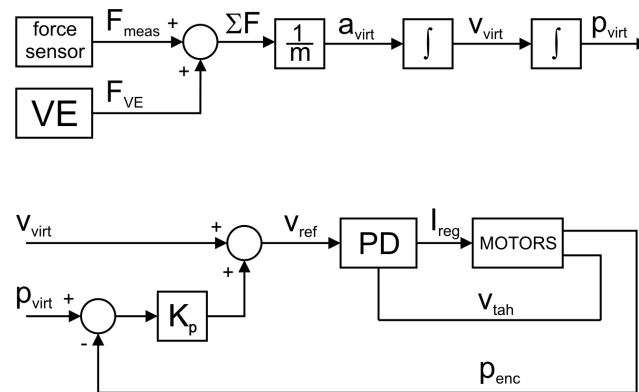 force
sensor
F_meas
+
+
ΣF
1
m
a_virt
∫
v_virt
∫
p_virt
VE
F_VE
v_virt
+
+
v_ref
PD
I_reg
MOTORS
p_virt
+
-
K_p
v_tah
p_enc